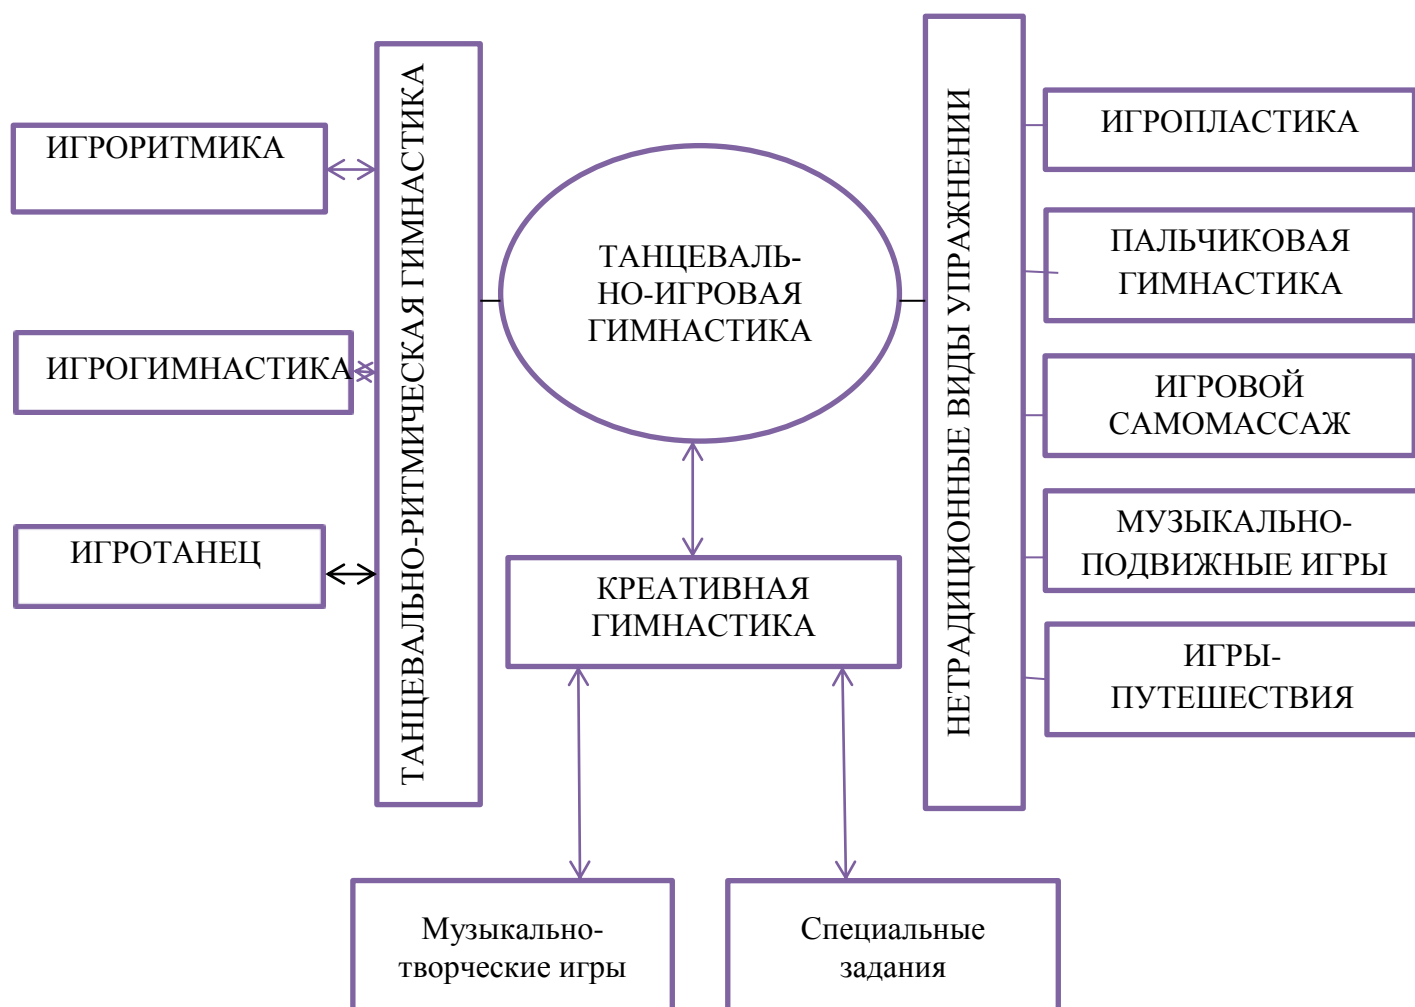 ИГРОРИТМИКА
ИГРОГИМНАСТИКА
ИГРОТАНЕЦ
ТАНЦЕВАЛЬНО-РИТМИЧЕСКАЯ ГИМНАСТИКА
ТАНЦЕВАЛЬ-
НО-ИГРОВАЯ
ГИМНАСТИКА
КРЕАТИВНАЯ
ГИМНАСТИКА
Музыкально-
творческие игры
Специальные
задания
НЕТРАДИЦИОННЫЕ ВИДЫ УПРАЖНЕНИИ
ИГРОПЛАСТИКА
ПАЛЬЧИКОВАЯ
ГИМНАСТИКА
ИГРОВОЙ
САМОМАССАЖ
МУЗЫКАЛЬНО-
ПОДВИЖНЫЕ ИГРЫ
ИГРЫ-
ПУТЕШЕСТВИЯ